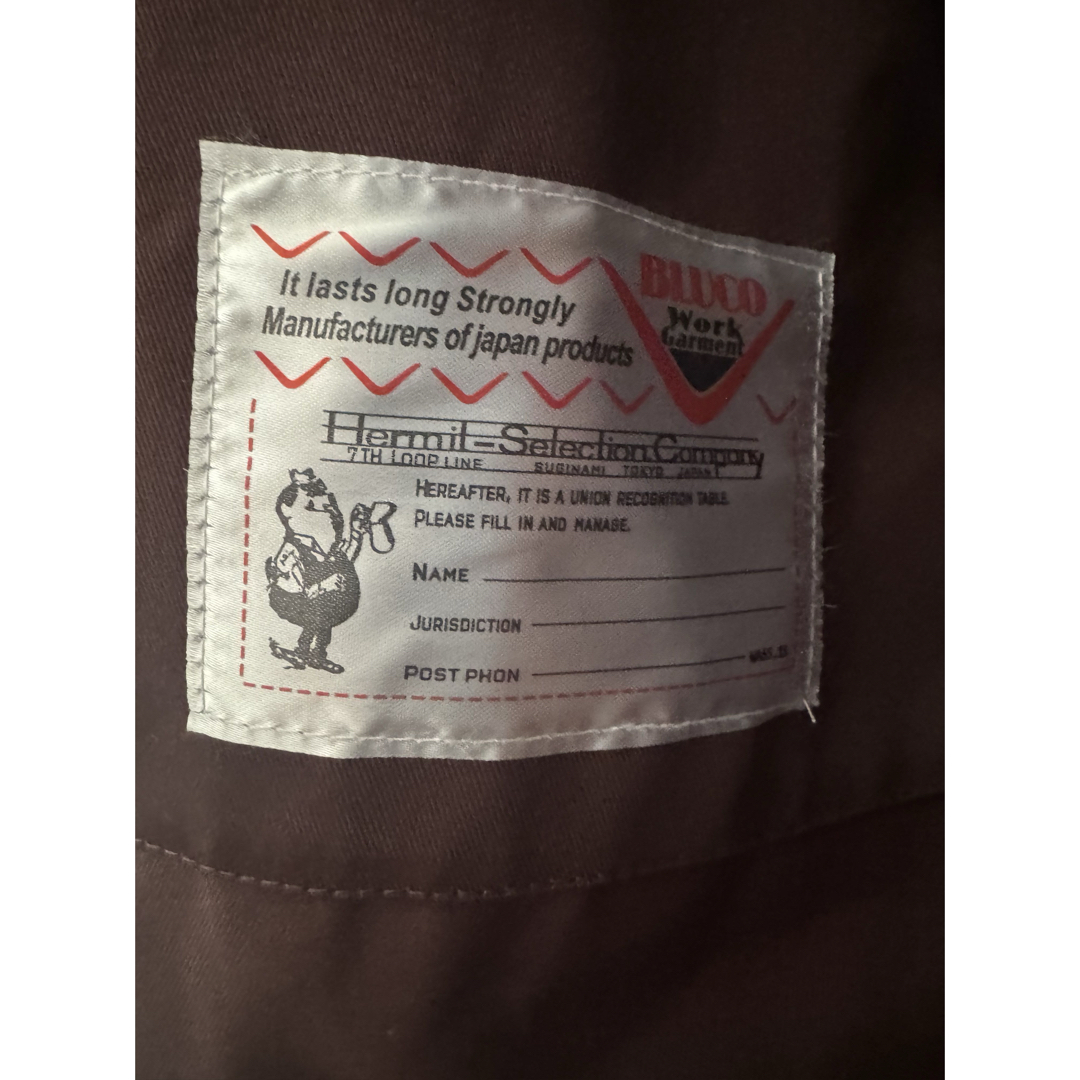 It lasts long Strongly
Manufacturers of japan products
BLUCO
Work
Garment
Hermit-Selection.Company
7TH LOOP LINE SUGINAMI TOKYO JAPAN
HEREAFTER, IT IS A UNION RECOGNITION TABLE.
PLEASE FILL IN AND MANAGE.
NAME
JURISDICTION
POST PHON